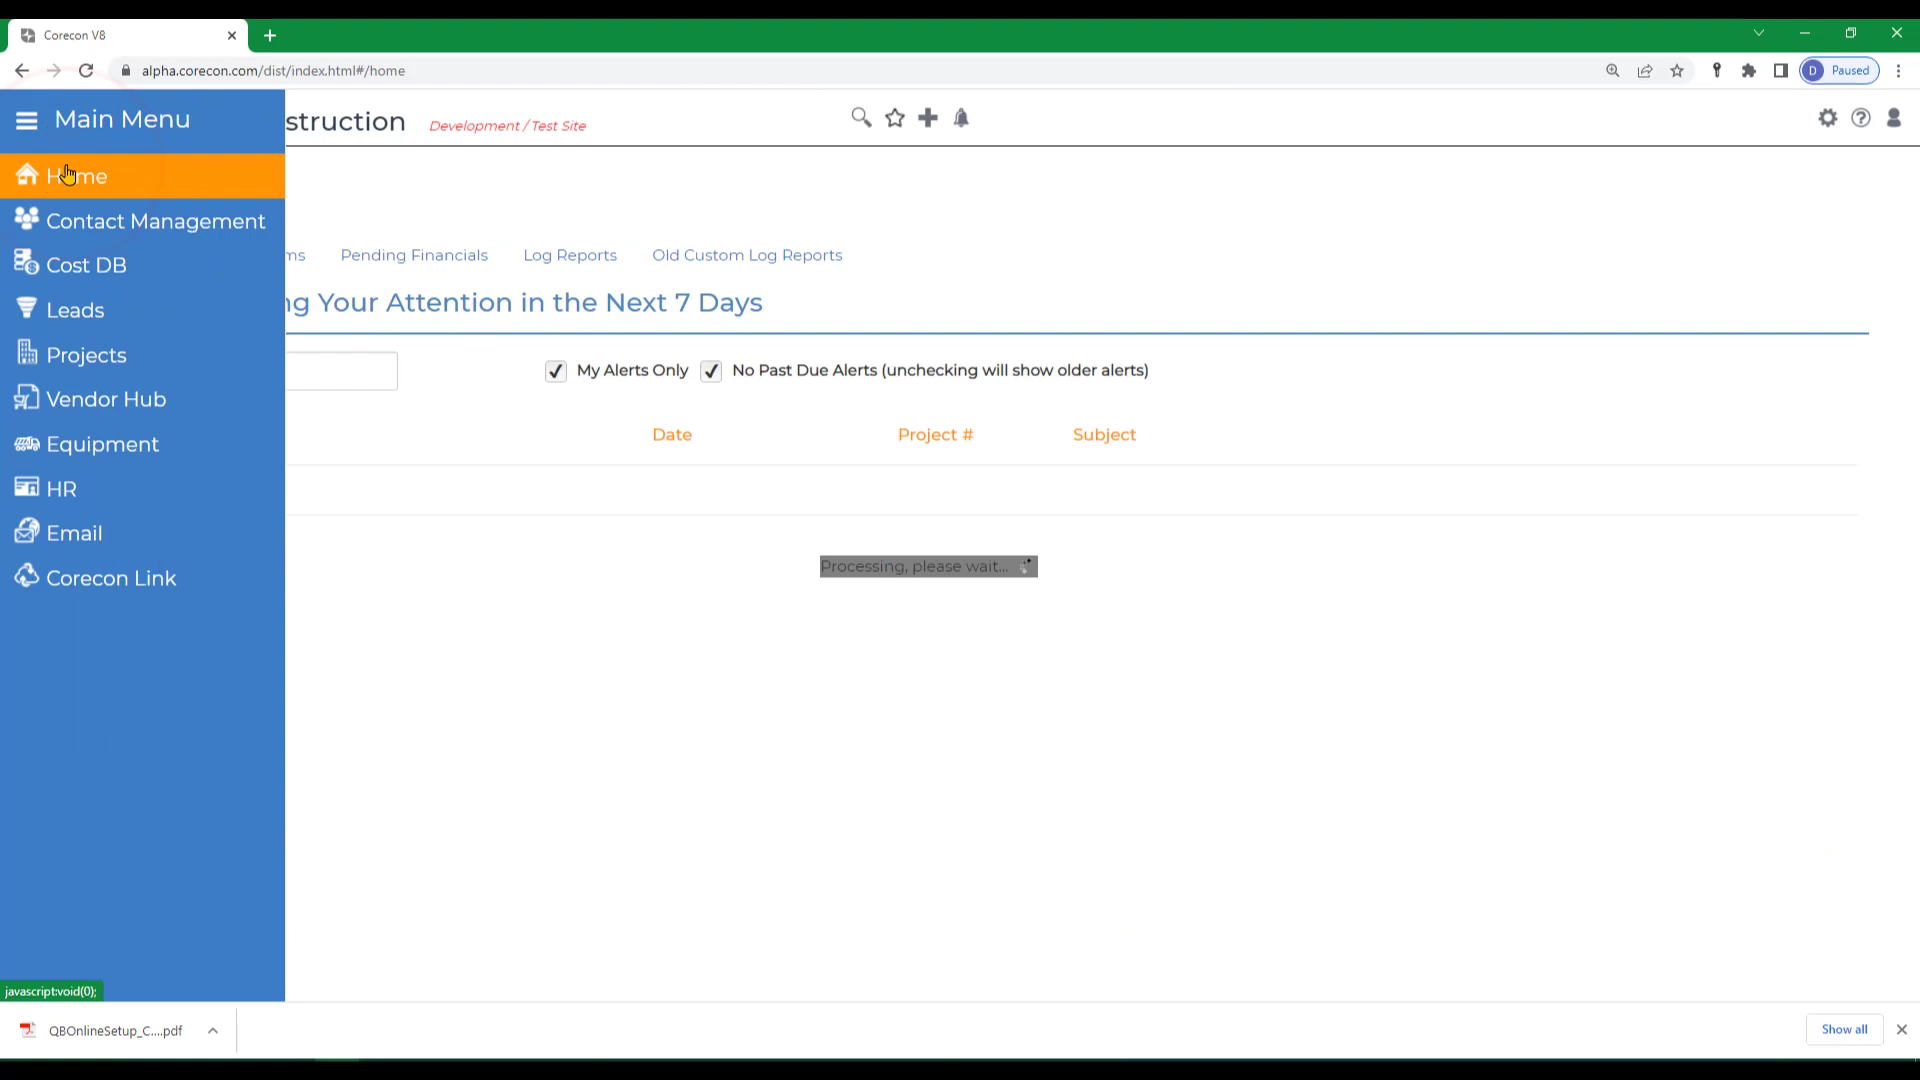 Corecon V8
alpha.corecon.com/dist/index.html#/home
D Paused
Main Menu
struction
Development / Test Site
Home
Contact Management
Cost DB
Leads
Projects
Vendor Hub
Equipment
HR
Email
Corecon Link
ms
Pending Financials
Log Reports
Old Custom Log Reports
ng Your Attention in the Next 7 Days
My Alerts Only
No Past Due Alerts (unchecking will show older alerts)
Date
Project #
Subject
Processing, please wait...
javascript:void(0);
QBOnlineSetup_C....pdf
Show all